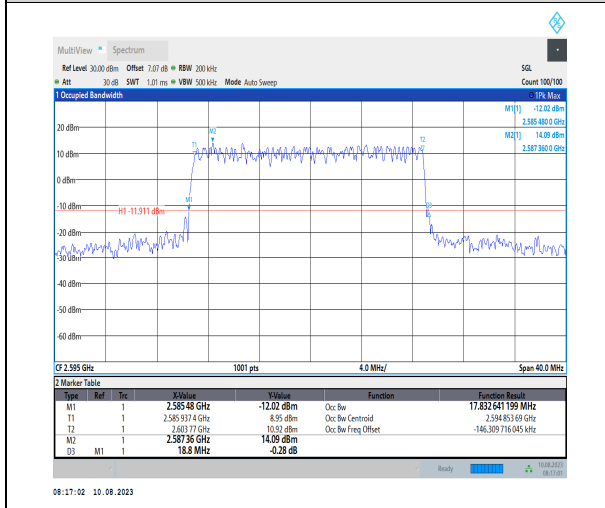 MultiView * Spectrum
Ref Level 30.00 dBm Offset 7.07 dB RBW 200 kHz SGL
Att 30 dB SWT 1.01 ms VBW 500 kHz Mode Auto Sweep Count 100/100
1 Occupied Bandwidth 1Pk Max
M1[1] -12.02 dBm
2.585 480 0 GHz
M2[1] 14.09 dBm
2.587 360 0 GHz
20 dBm
M2
T1
T2
10 dBm
0 dBm
M1
-10 dBm
H1 -11.911 dBm
D3
-20 dBm
-30 dBm
-40 dBm
-50 dBm
-60 dBm
CF 2.595 GHz 1001 pts 4.0 MHz/ Span 40.0 MHz
2 Marker Table
Type Ref Trc X-Value Y-Value Function Function Result
M1 1 2.585 48 GHz -12.02 dBm Occ Bw 17.832 641 199 MHz
T1 1 2.585 937 4 GHz 8.95 dBm Occ Bw Centroid 2.594 853 69 GHz
T2 1 2.603 77 GHz 10.92 dBm Occ Bw Freq Offset -146.309 716 045 kHz
M2 1 2.587 36 GHz 14.09 dBm
D3 M1 1 18.8 MHz -0.28 dB
Ready 10.08.2023
08:17:01
08:17:02 10.08.2023